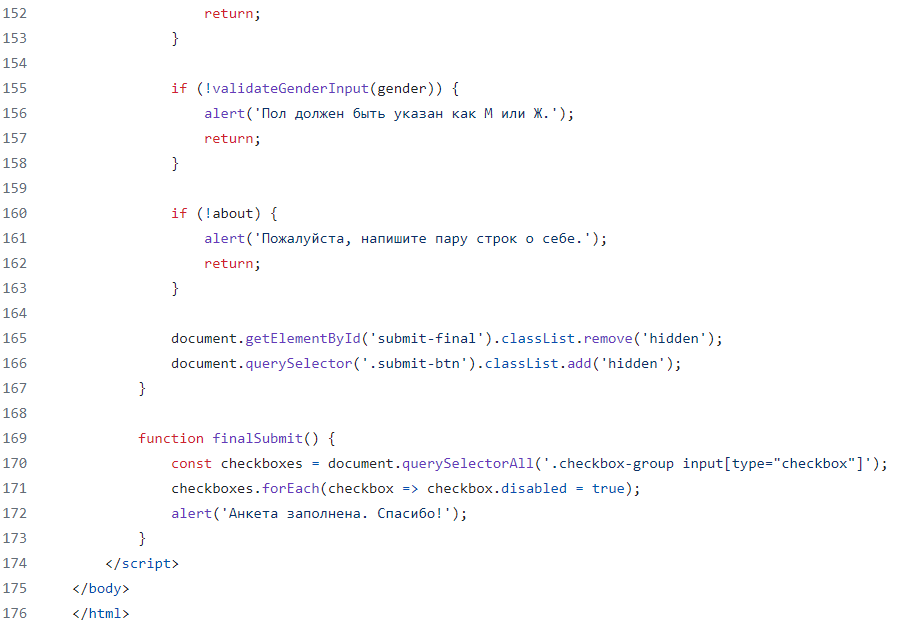 152                     return;
153                 }
154
155                 if (!validateGenderInput(gender)) {
156                     alert('Пол должен быть указан как М или Ж.');
157                     return;
158                 }
159
160                 if (!about) {
161                     alert('Пожалуйста, напишите пару строк о себе.');
162                     return;
163                 }
164
165                 document.getElementById('submit-final').classList.remove('hidden');
166                 document.querySelector('.submit-btn').classList.add('hidden');
167             }
168
169             function finalSubmit() {
170                 const checkboxes = document.querySelectorAll('.checkbox-group input[type="checkbox"]');
171                 checkboxes.forEach(checkbox => checkbox.disabled = true);
172                 alert('Анкета заполнена. Спасибо!');
173             }
174         </script>
175     </body>
176     </html>